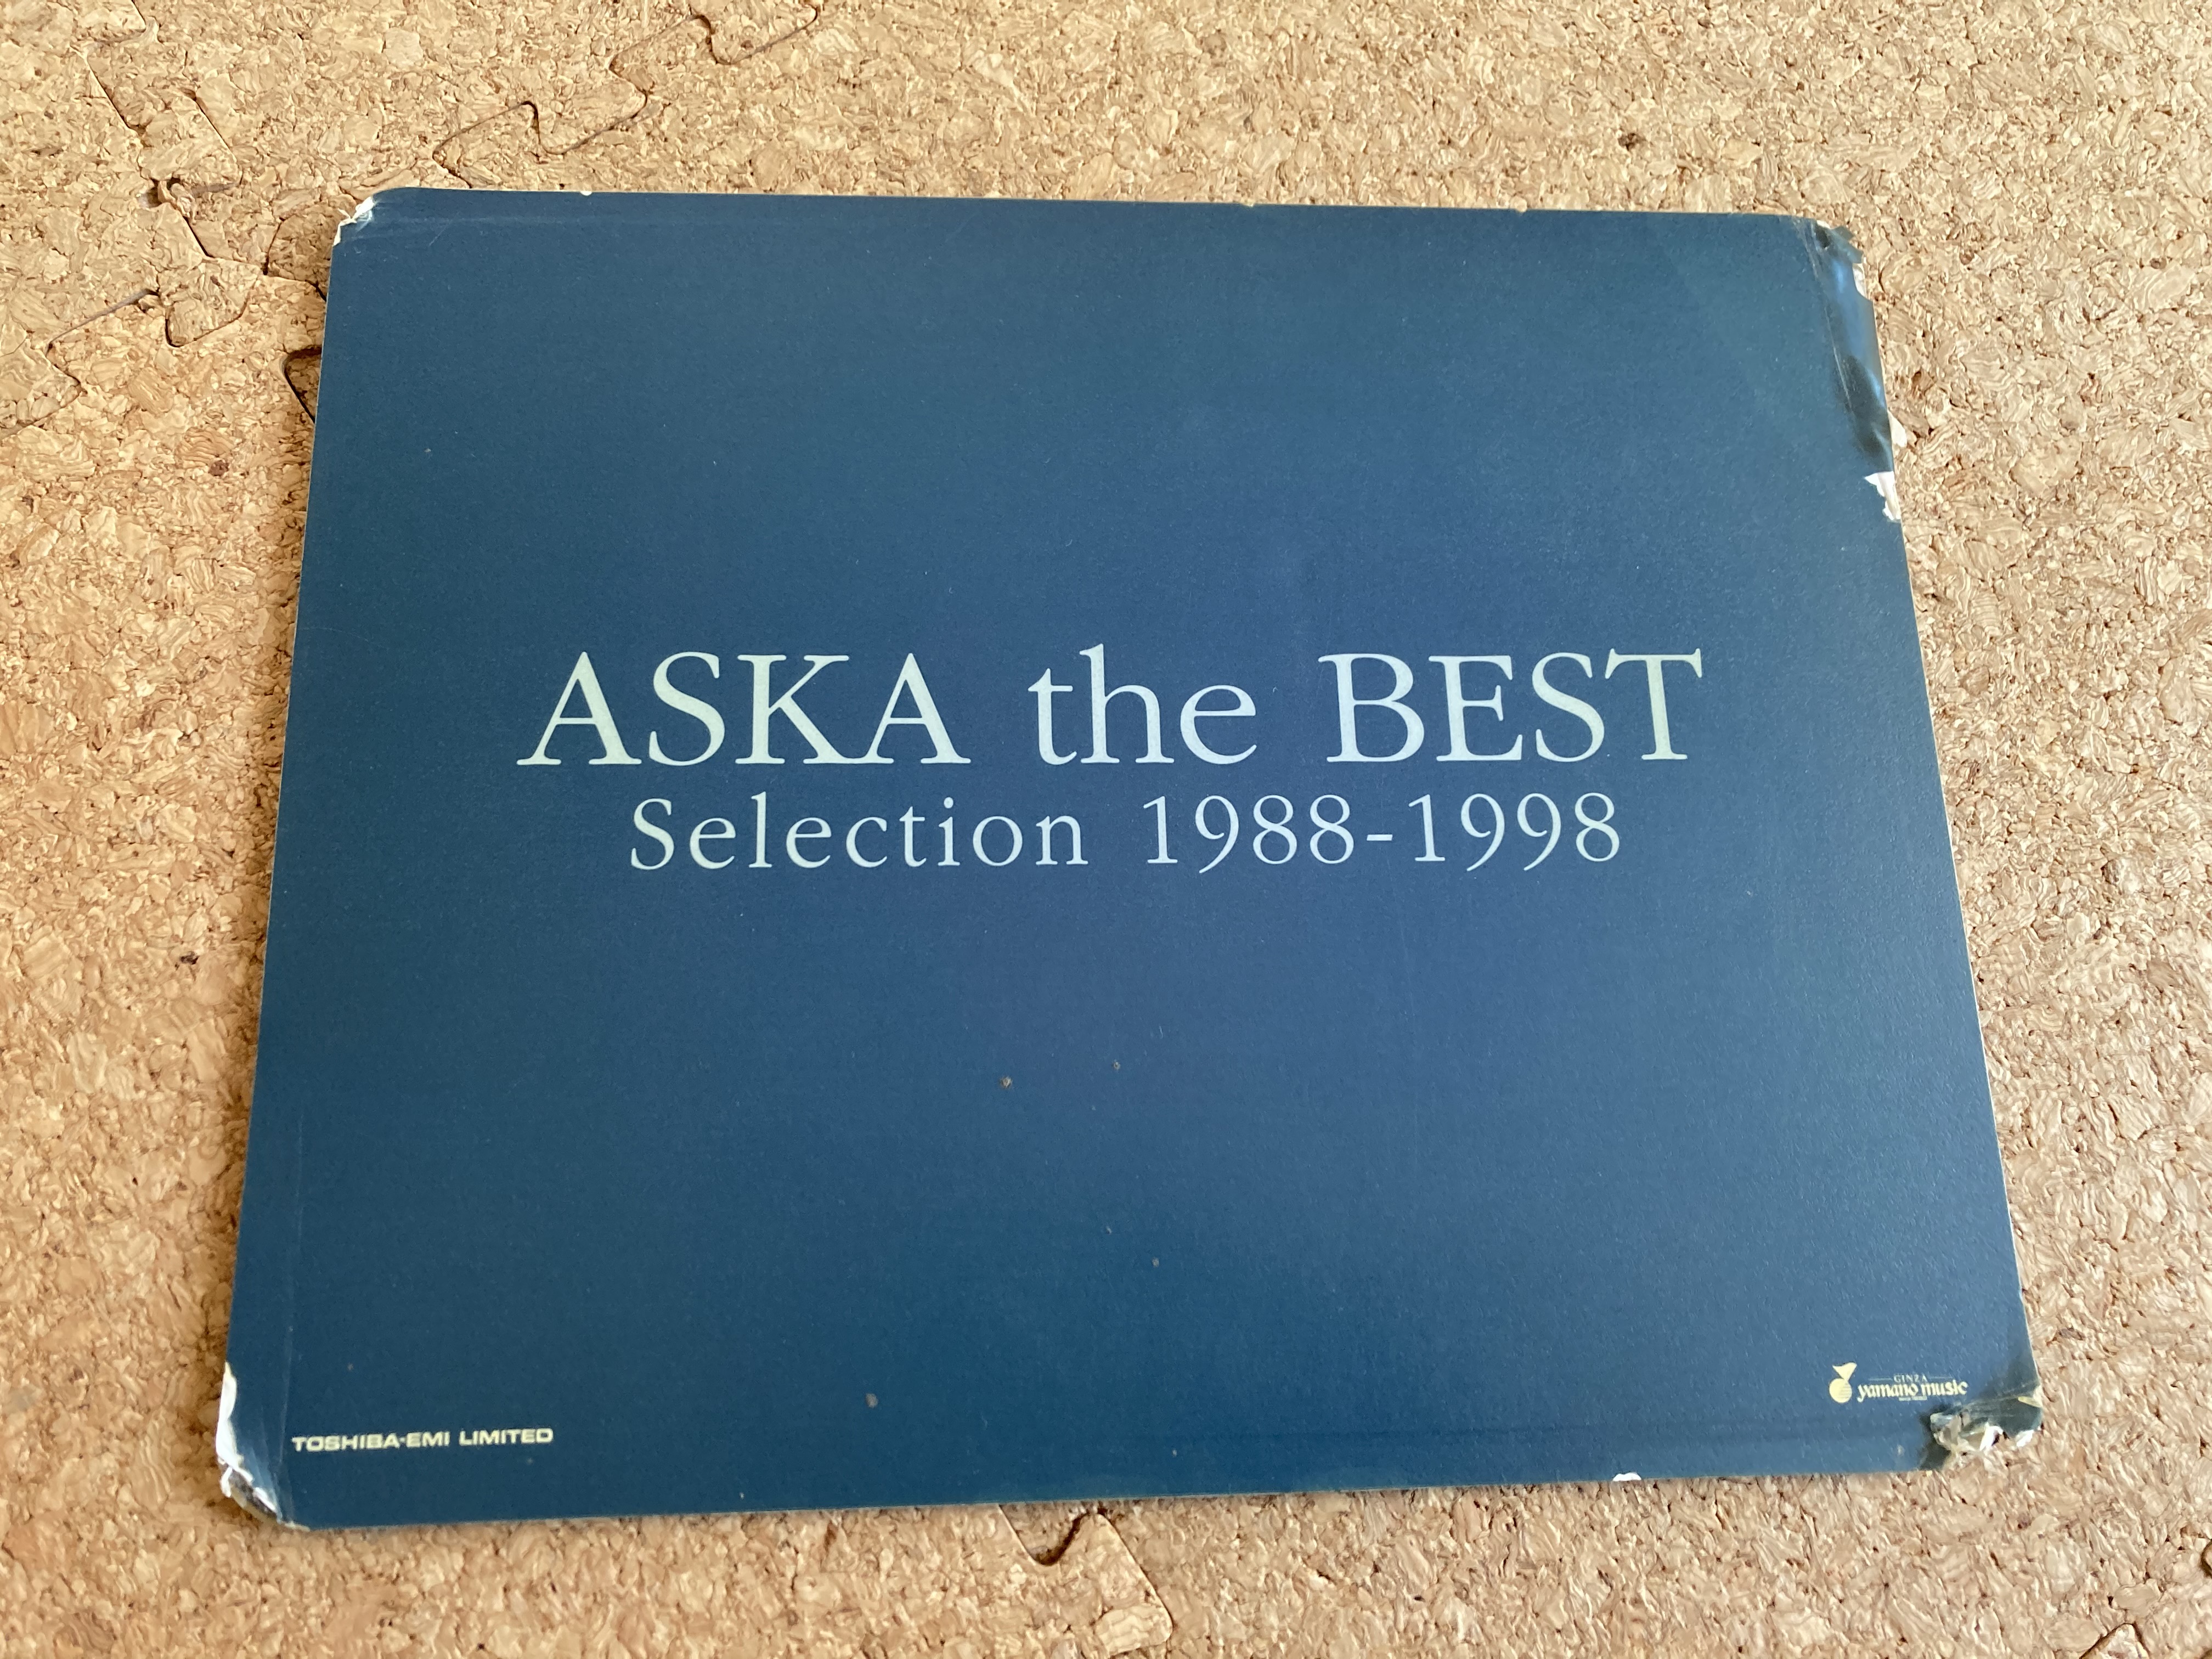 ASKA the BEST
Selection 1988-1998
GINZA
yamano music
TOSHIBA-EMI LIMITED